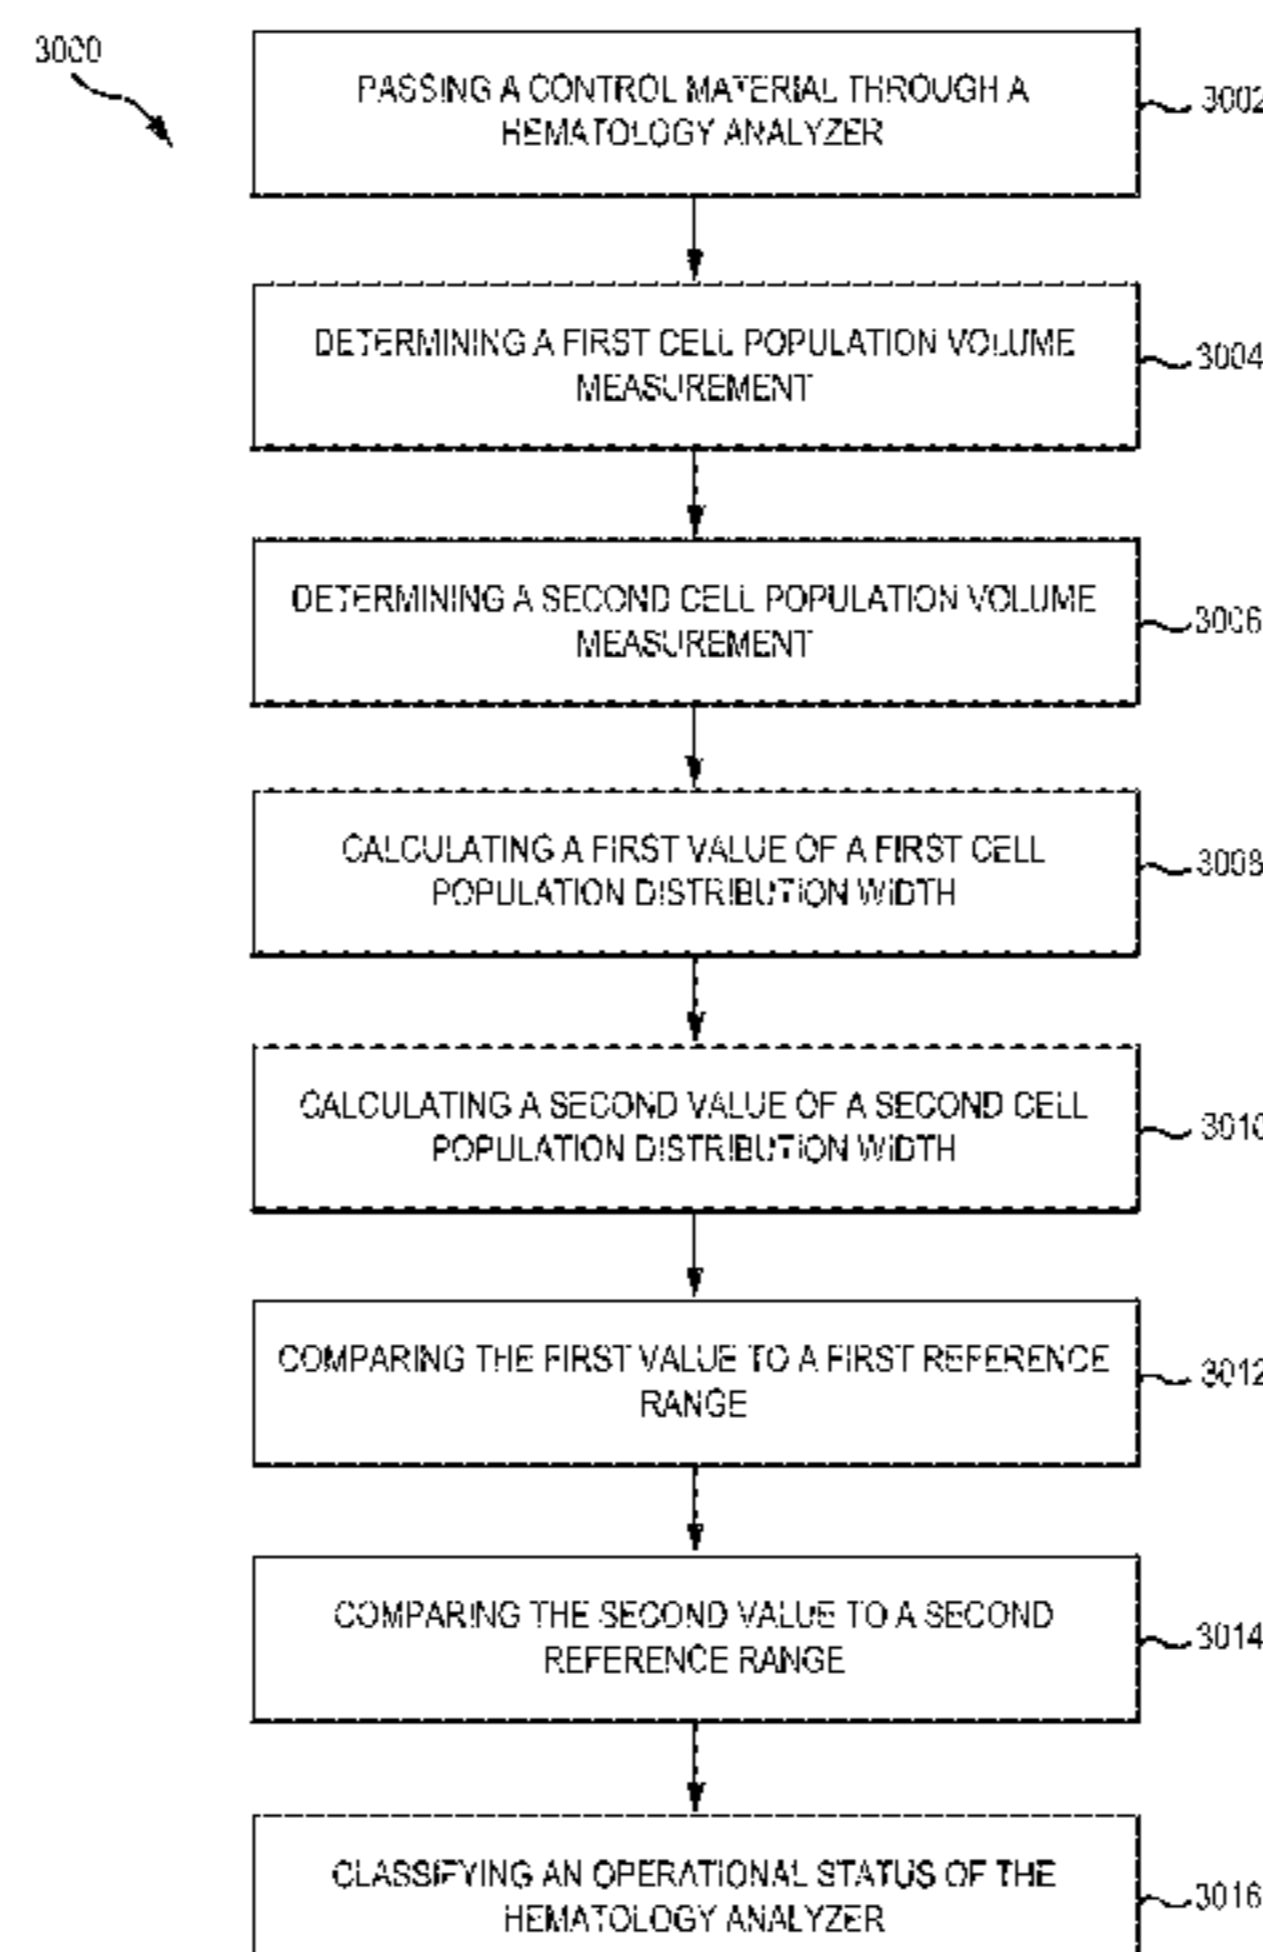 3000
PASSING A CONTROL MATERIAL THROUGH A
HEMATOLOGY ANALYZER
3002
DETERMINING A FIRST CELL POPULATION VOLUME
MEASUREMENT
3004
DETERMINING A SECOND CELL POPULATION VOLUME
MEASUREMENT
3006
CALCULATING A FIRST VALUE OF A FIRST CELL
POPULATION DISTRIBUTION WIDTH
3008
CALCULATING A SECOND VALUE OF A SECOND CELL
POPULATION DISTRIBUTION WIDTH
3010
COMPARING THE FIRST VALUE TO A FIRST REFERENCE
RANGE
3012
COMPARING THE SECOND VALUE TO A SECOND
REFERENCE RANGE
3014
CLASSIFYING AN OPERATIONAL STATUS OF THE
HEMATOLOGY ANALYZER
3016